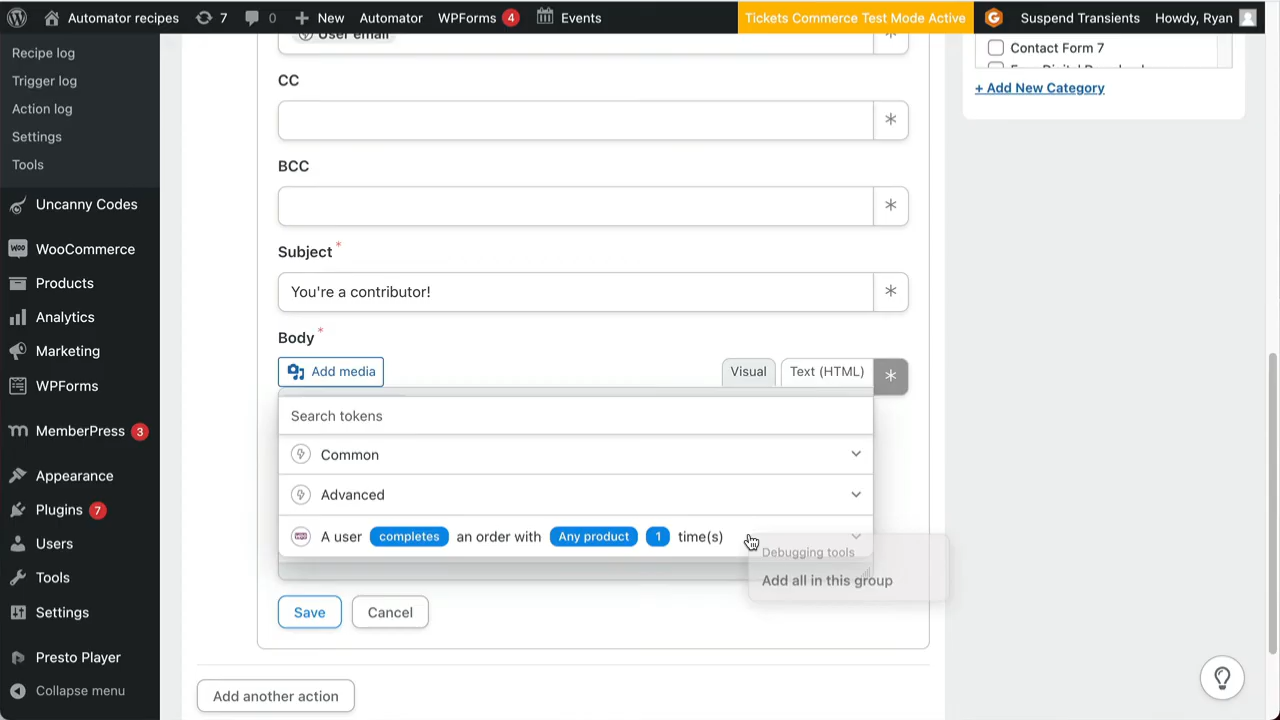 Automator recipes
7
0
New
Automator
WPForms 4
Events
Tickets Commerce Test Mode Active
G
Suspend Transients
Howdy, Ryan
Recipe log
Trigger log
Action log
Settings
Tools
Uncanny Codes
WOO WooCommerce
Products
Analytics
Marketing
WPForms
MemberPress 3
Appearance
Plugins 7
Users
Tools
Settings
Presto Player
Collapse menu
User email
*
CC
*
BCC
*
Subject *
You're a contributor!
*
Body *
Add media
Visual
Text (HTML)
*
Search tokens
Common
Advanced
A user completes an order with Any product 1 time(s)
Debugging tools
Add all in this group
Save
Cancel
Add another action
Contact Form 7
+ Add New Category